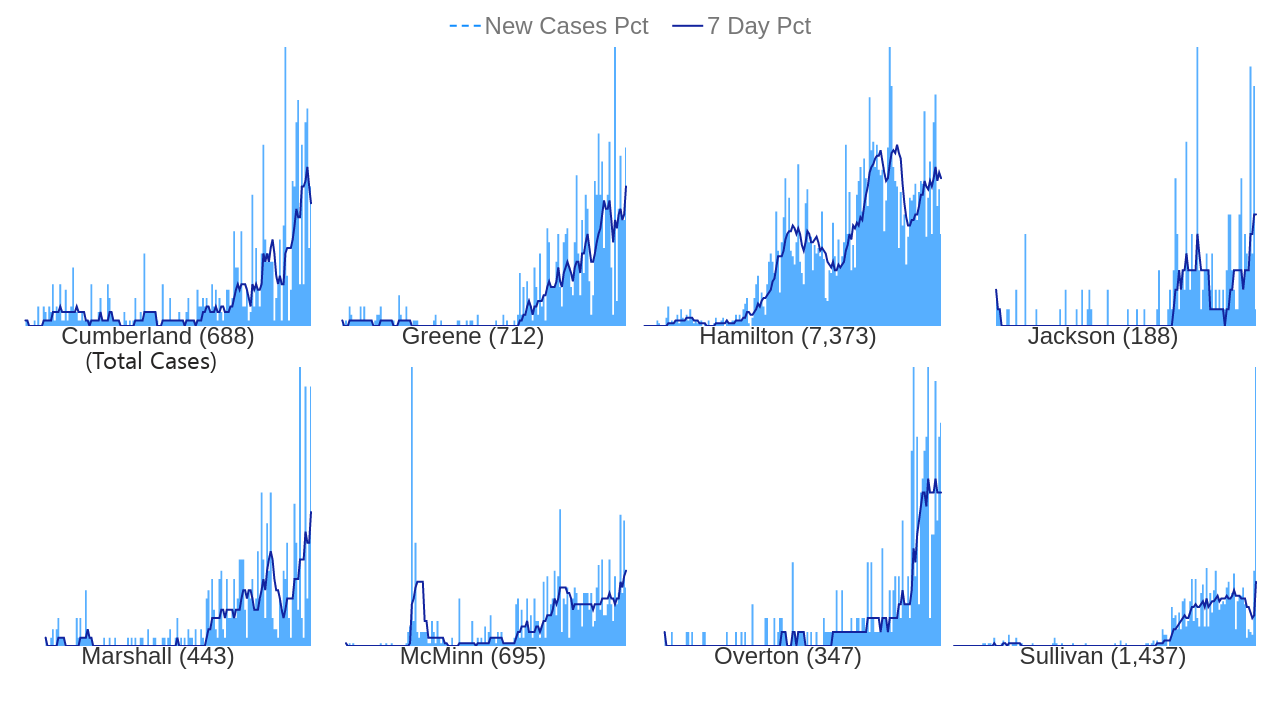 New Cases Pct 7 Day Pct
Cumberland (688) Greene (712) Hamilton (7,373) Jackson (188)
(Total Cases)
Marshall (443) McMinn (695) Overton (347) Sullivan (1,437)